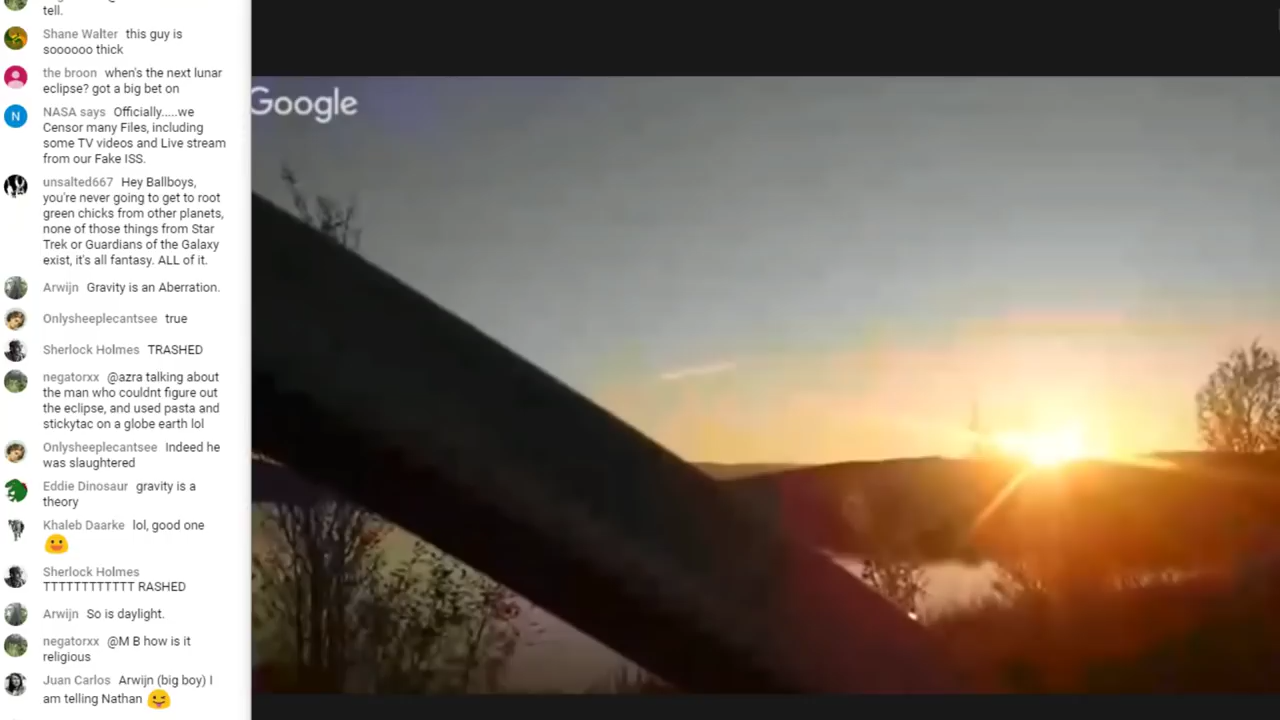 tell.
Shane Walter this guy is
soooooo thick
the broon when's the next lunar
eclipse? got a big bet on
NASA says Officially.....we
Censor many Files, including
some TV videos and Live stream
from our Fake ISS.
unsalted667 Hey Ballboys,
you're never going to get to root
green chicks from other planets,
none of those things from Star
Trek or Guardians of the Galaxy
exist, it's all fantasy. ALL of it.
Arwijn Gravity is an Aberration.
Onlysheeplecantsee true
Sherlock Holmes TRASHED
negatorxx @azra talking about
the man who couldnt figure out
the eclipse, and used pasta and
stickytac on a globe earth lol
Onlysheeplecantsee Indeed he
was slaughtered
Eddie Dinosaur gravity is a
theory
Khaleb Daarke lol, good one
Sherlock Holmes
TTTTTTTTTTTT RASHED
Arwijn So is daylight.
negatorxx @M B how is it
religious
Juan Carlos Arwijn (big boy) I
am telling Nathan
N
Google